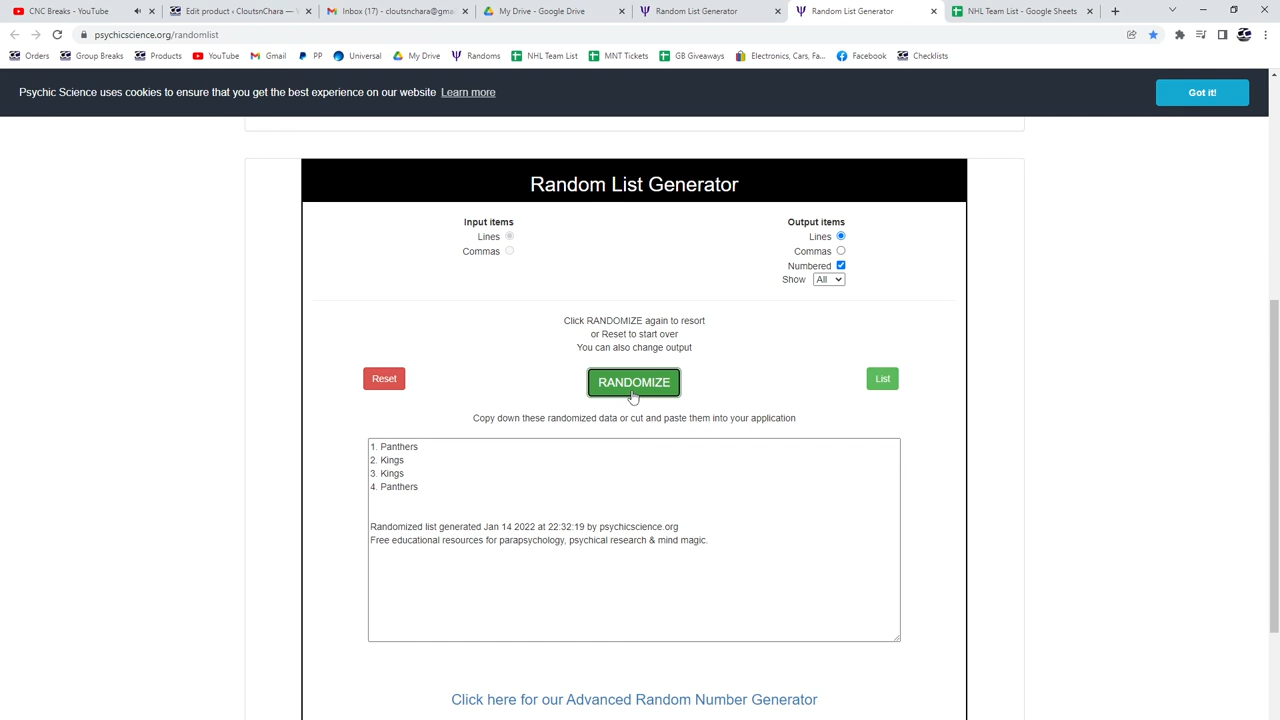 CNC Breaks - YouTube
Edit product ‹ CloutsnChara —
Inbox (17) - cloutsnchara@gma
My Drive - Google Drive
Random List Generator
Random List Generator
NHL Team List - Google Sheets
psychicscience.org/randomlist
Orders
Group Breaks
Products
YouTube
Gmail
PP
Universal
My Drive
Randoms
NHL Team List
MNT Tickets
GB Giveaways
Electronics, Cars, Fa...
Facebook
Checklists
Psychic Science uses cookies to ensure that you get the best experience on our website Learn more
Got it!
Random List Generator
Input items
Lines
Commas
Output items
Lines
Commas
Numbered
Show All
Click RANDOMIZE again to resort
or Reset to start over
You can also change output
Reset
RANDOMIZE
List
Copy down these randomized data or cut and paste them into your application
1. Panthers
2. Kings
3. Kings
4. Panthers
Randomized list generated Jan 14 2022 at 22:32:19 by psychicscience.org
Free educational resources for parapsychology, psychical research & mind magic.
Click here for our Advanced Random Number Generator